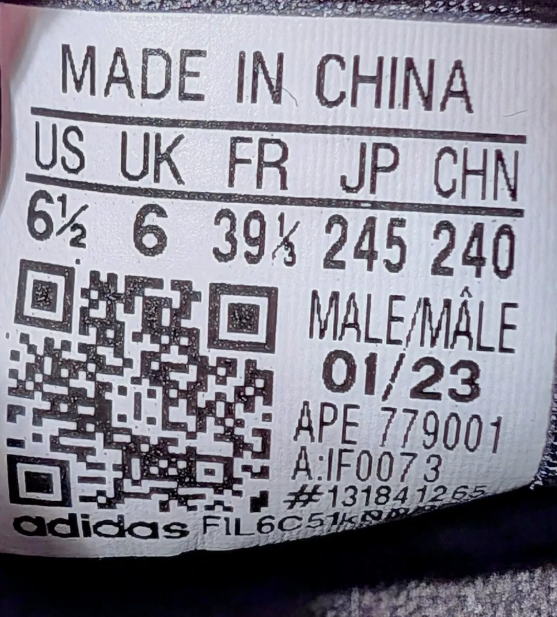 MADE IN CHINA
US UK FR JP CHN
6½ 6 39⅓ 245 240
MALE/MÂLE
01/23
APE 779001
A:IF0073
#131841265
adidas